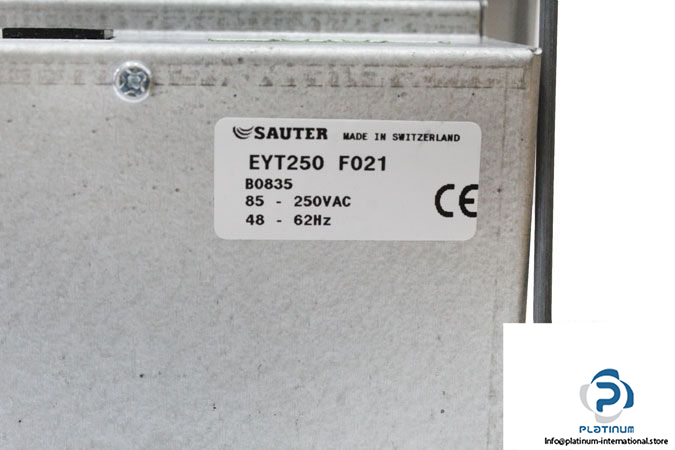 SAUTER MADE IN SWITZERLAND
EYT250 F021
B0835
85 - 250VAC
48 - 62Hz
CE
PLATINUM
Info@platinum-international.store